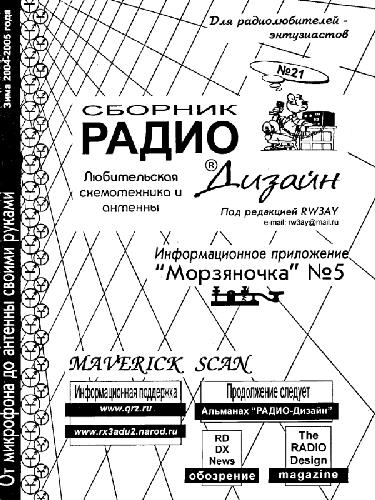 Для радиолюбителей -
энтузиастов
№21
СБОРНИК
РАДИО
® Дизайн
Любительская
схемотехника и
антенны
Под редакцией RW3AY
e-mail: rw3ay@mail.ru
Информационное приложение
"Морзяночка" №5
MAVERICK SCAN
Информационная поддержка
www.qrz.ru
www.rx3adu2.narod.ru
Продолжение следует
Альманах "РАДИО-Дизайн"
RD
DX
News
обозрение
The
RADIO
Design
magazine
От микрофона до антенны своими руками
Зима 2004-2005 года